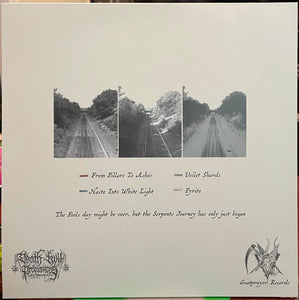 From Pillars To Ashes
Violet Shards
Haste Into White Light
Pyrite
The Fools day might be over, but the Serpents Journey has only just begun
Goatprayer Records